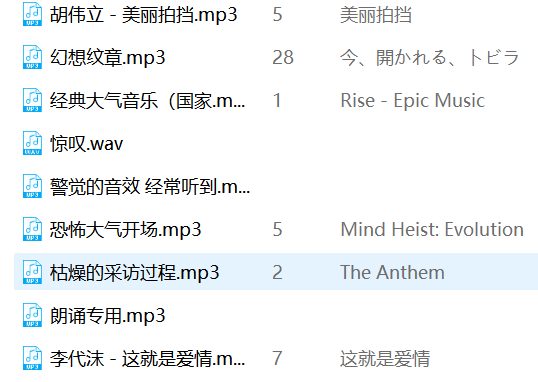 胡伟立 - 美丽拍挡.mp3 5 美丽拍挡
幻想纹章.mp3 28 今、開かれる、トビラ
经典大气音乐（国家.m... 1 Rise - Epic Music
惊叹.wav
警觉的音效 经常听到.m...
恐怖大气开场.mp3 5 Mind Heist: Evolution
枯燥的采访过程.mp3 2 The Anthem
朗诵专用.mp3
李代沫 - 这就是爱情.m... 7 这就是爱情